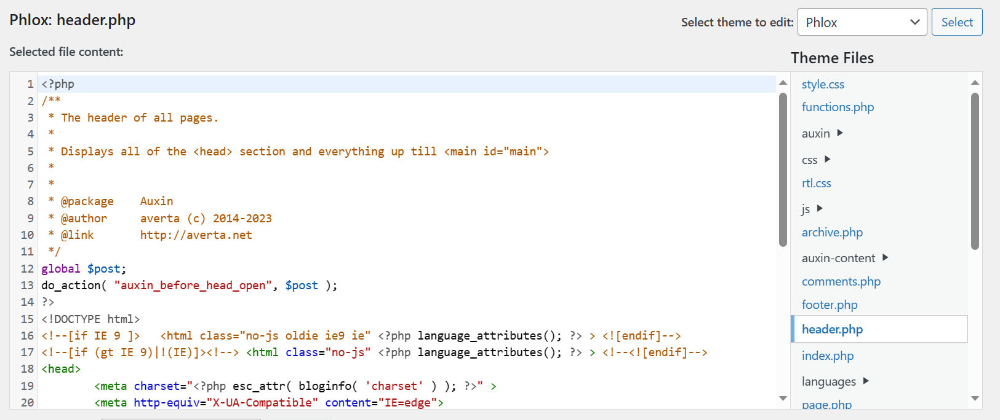 Phlox: header.php
Select theme to edit: Phlox Select
Selected file content:
Theme Files
1 <?php
2 /**
3  * The header of all pages.
4  *
5  * Displays all of the <head> section and everything up till <main id="main">
6  *
7  *
8  * @package    Auxin
9  * @author     averta (c) 2014-2023
10  * @link       http://averta.net
11  */
12 global $post;
13 do_action( "auxin_before_head_open", $post );
14 ?>
15 <!DOCTYPE html>
16 <!--[if IE 9 ]>   <html class="no-js oldie ie9 ie" <?php language_attributes(); ?> > <![endif]-->
17 <!--[if (gt IE 9)|!(IE)]><!--> <html class="no-js" <?php language_attributes(); ?> > <!--<![endif]-->
18 <head>
19         <meta charset="<?php esc_attr( bloginfo( 'charset' ) ); ?>" >
20         <meta http-equiv="X-UA-Compatible" content="IE=edge">
style.css
functions.php
auxin
css
rtl.css
js
archive.php
auxin-content
comments.php
footer.php
header.php
index.php
languages
page.php